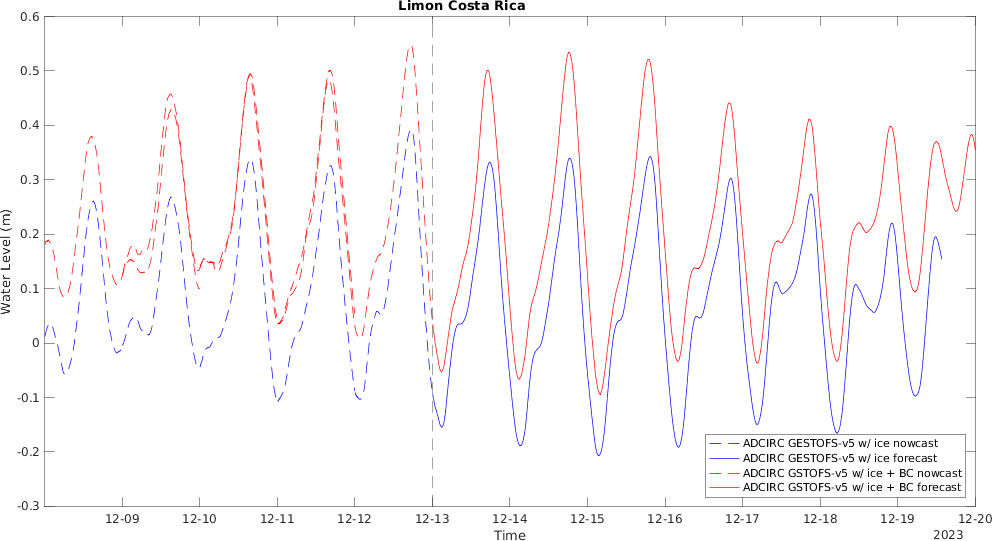 Limon Costa Rica
0.6
0.5
0.4
0.3
0.2
0.1
0
-0.1
-0.2
-0.3
Water Level (m)
ADCIRC GESTOFS-v5 w/ ice nowcast
ADCIRC GESTOFS-v5 w/ ice forecast
ADCIRC GSTOFS-v5 w/ ice + BC nowcast
ADCIRC GSTOFS-v5 w/ ice + BC forecast
12-09 12-10 12-11 12-12 12-13 12-14 12-15 12-16 12-17 12-18 12-19 12-20
Time
2023